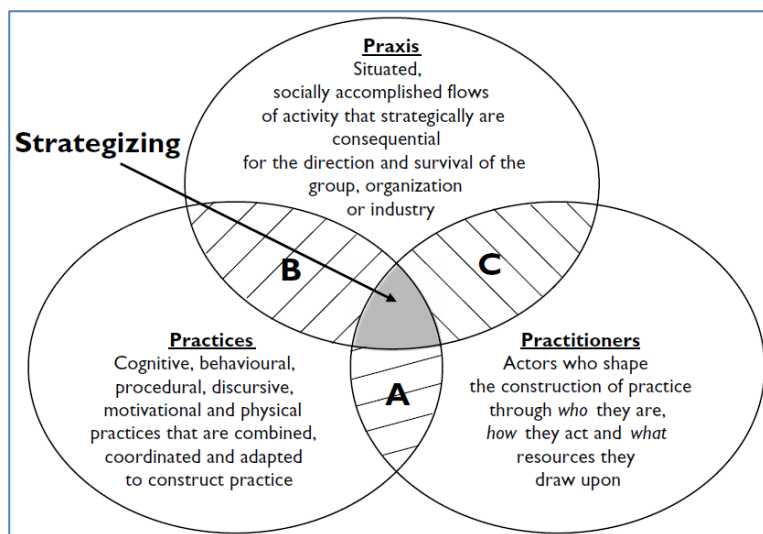 Praxis
Situated,
socially accomplished flows
of activity that strategically are
consequential
for the direction and survival of the
group, organization
or industry
Strategizing
B
C
A
Practices
Cognitive, behavioural,
procedural, discursive,
motivational and physical
practices that are combined,
coordinated and adapted
to construct practice
Practitioners
Actors who shape
the construction of practice
through who they are,
how they act and what
resources they
draw upon